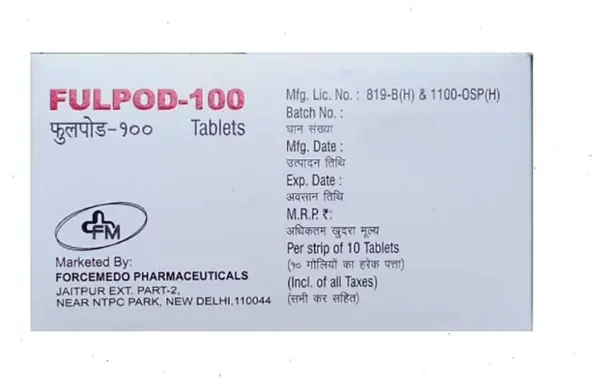 FULPOD-100
फुलपोड-१०० Tablets
FM
Marketed By:
FORCEMEDO PHARMACEUTICALS
JAITPUR EXT. PART-2,
NEAR NTPC PARK, NEW DELHI,110044
Mfg. Lic. No. : 819-B(H) & 1100-OSP(H)
Batch No. :
घान संख्या
Mfg. Date :
उत्पादन तिथि
Exp. Date :
अवसान तिथि
M.R.P. ₹:
अधिकतम खुदरा मूल्य
Per strip of 10 Tablets
(१० गोलियों का हरेक पत्ता)
(Incl. of all Taxes)
(सभी कर सहित)